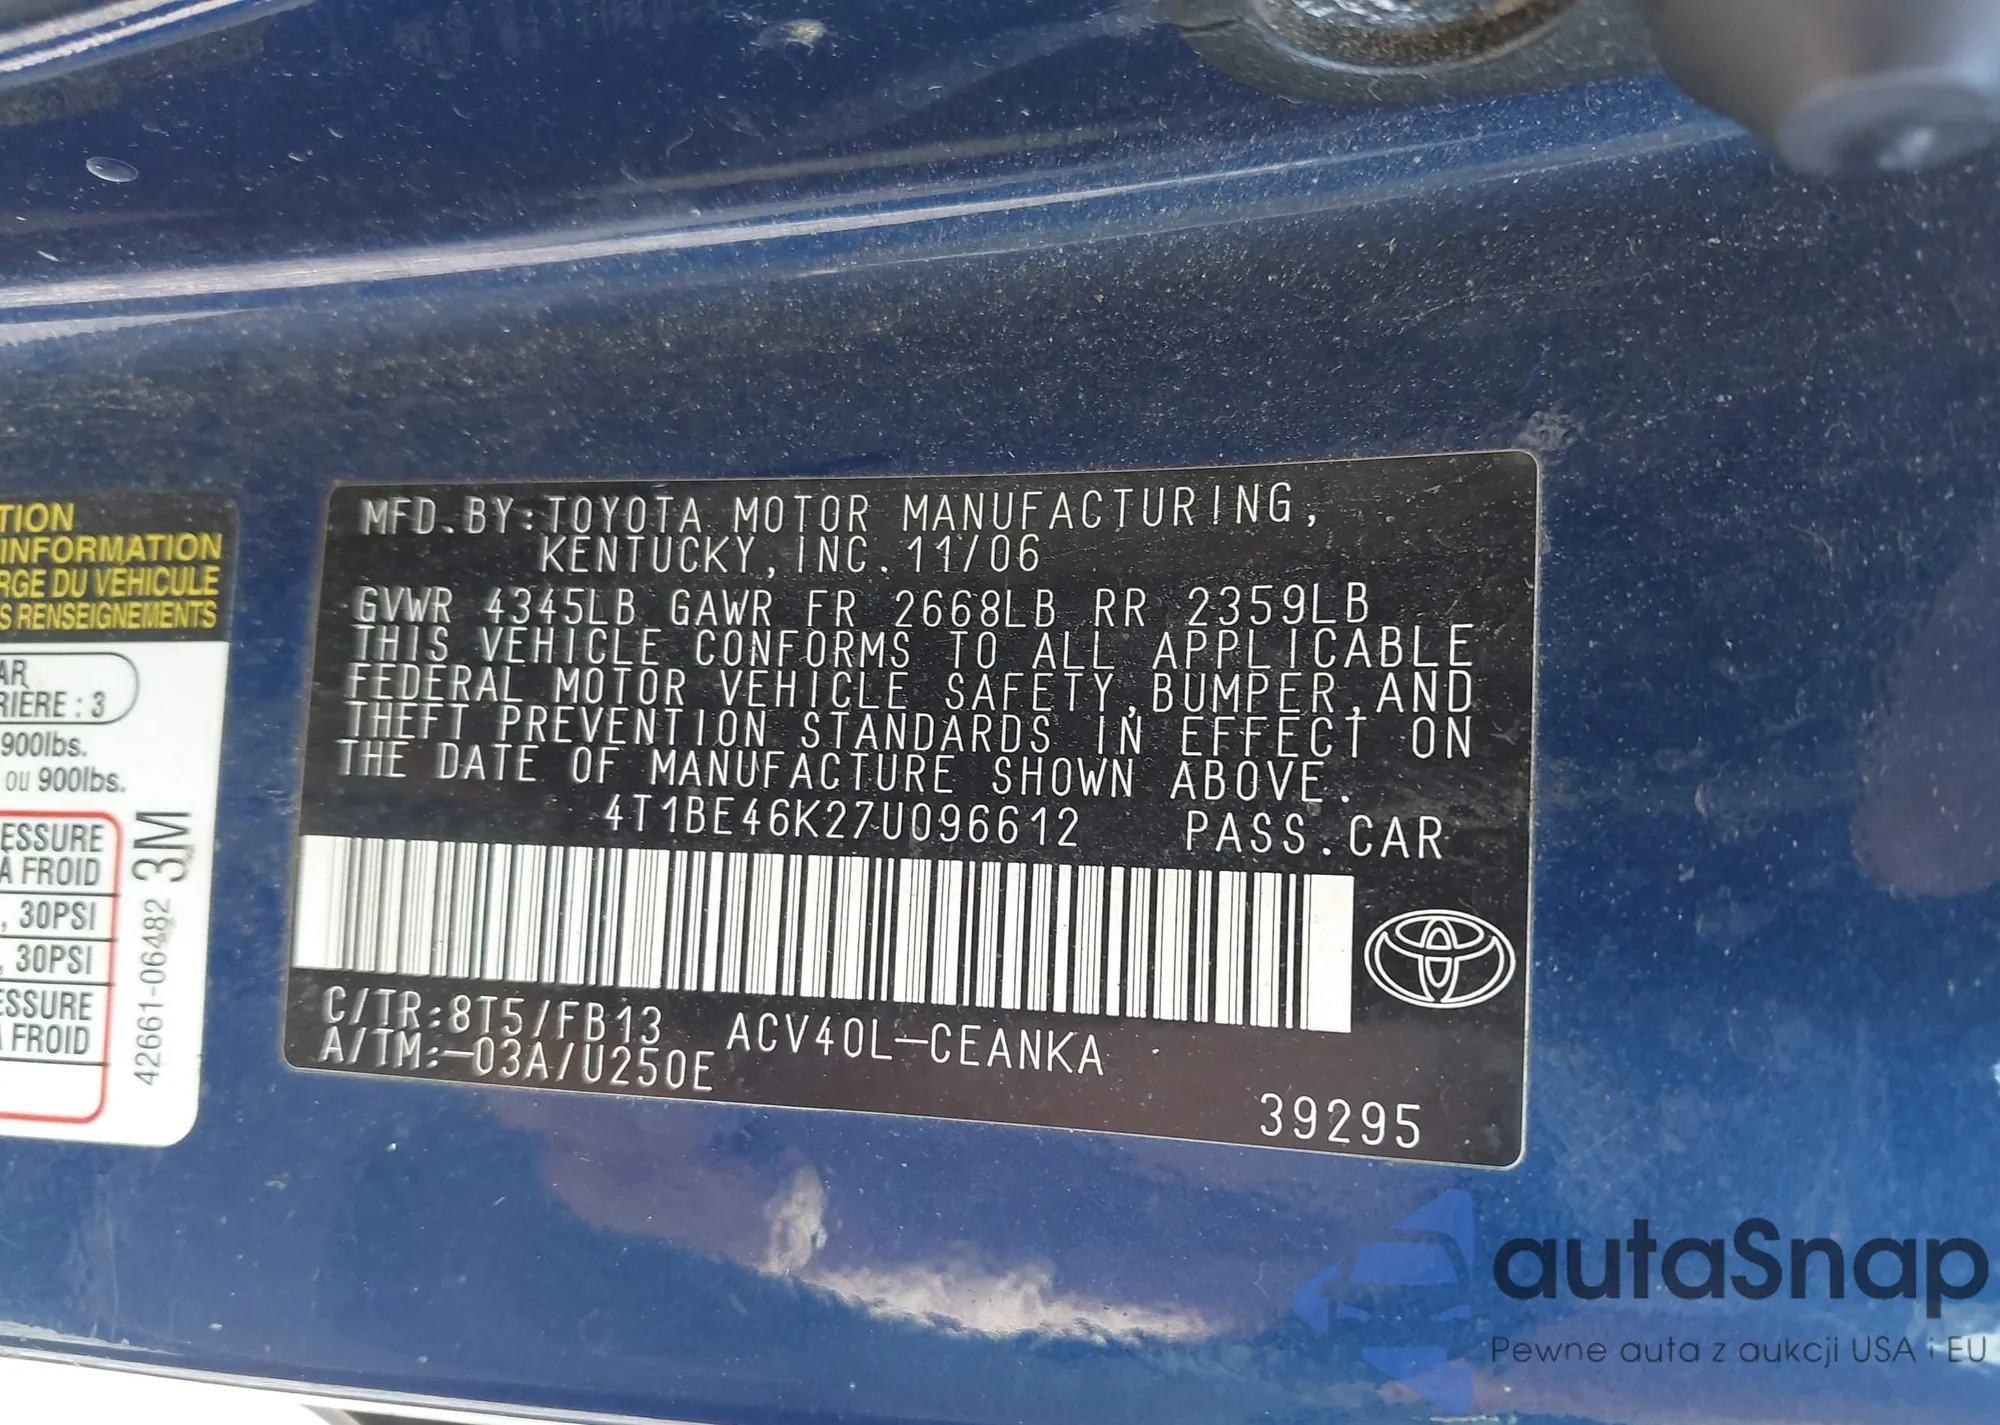 TION
INFORMATION
RGE DU VÉHICULE
S RENSEIGNEMENTS
AR
RIÈRE : 3
900lbs.
ou 900lbs.
ESSURE
À FROID
, 30PSI
, 30PSI
ESSURE
À FROID
42661-06482 3M
MFD.BY:TOYOTA MOTOR MANUFACTURING,
KENTUCKY,INC.11/06
GVWR 4345LB GAWR FR 2668LB RR 2359LB
THIS VEHICLE CONFORMS TO ALL APPLICABLE
FEDERAL MOTOR VEHICLE SAFETY,BUMPER,AND
THEFT PREVENTION STANDARDS IN EFFECT ON
THE DATE OF MANUFACTURE SHOWN ABOVE.
4T1BE46K27U096612 PASS.CAR
C/TR:8T5/FB13 ACV40L-CEANKA
A/TM:-03A/U250E
39295
autaSnap
Pewne auta z aukcji USA i EU